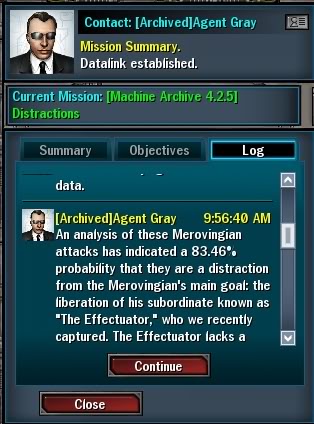 Contact: [Archived]Agent Gray
Mission Summary.
Datalink established.
Current Mission: [Machine Archive 4.2.5]
Distractions
Summary
Objectives
Log
data.
[Archived]Agent Gray 9:56:40 AM
An analysis of these Merovingian
attacks has indicated a 83.46%
probability that they are a distraction
from the Merovingian's main goal: the
liberation of his subordinate known as
"The Effectuator," who we recently
captured. The Effectuator lacks a
Continue
Close